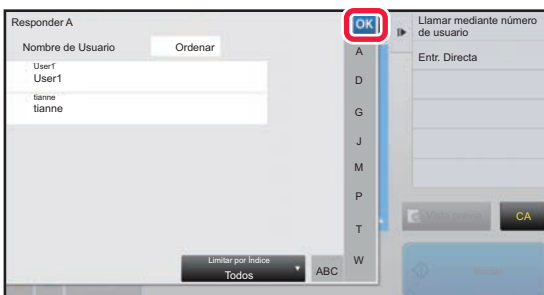 Responder A
OK
Nombre de Usuario
Ordenar
User1
User1
tianne
tianne
A
D
G
J
M
P
T
W
Limitar por Índice
Todos
ABC
Llamar mediante número
de usuario
Entr. Directa
CA